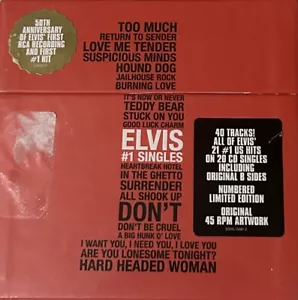 50TH
ANNIVERSARY
OF ELVIS' FIRST
RCA RECORDING
AND FIRST
#1 HIT
TOO MUCH
RETURN TO SENDER
LOVE ME TENDER
SUSPICIOUS MINDS
HOUND DOG
JAILHOUSE ROCK
BURNING LOVE
IT'S NOW OR NEVER
TEDDY BEAR
STUCK ON YOU
GOOD LUCK CHARM
ELVIS
#1 SINGLES
HEARTBREAK HOTEL
IN THE GHETTO
SURRENDER
ALL SHOOK UP
DON'T
DON'T BE CRUEL
A BIG HUNK O' LOVE
I WANT YOU, I NEED YOU, I LOVE YOU
ARE YOU LONESOME TONIGHT?
HARD HEADED WOMAN
40 TRACKS!
ALL OF ELVIS'
21 #1 US HITS
ON 20 CD SINGLES
INCLUDING
ORIGINAL B SIDES
NUMBERED
LIMITED EDITION
ORIGINAL
45 RPM ARTWORK